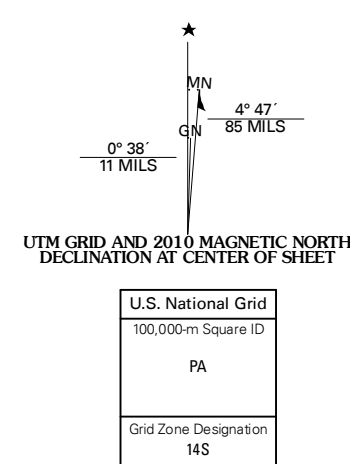 ★
MN
4° 47´
85 MILS
GN
0° 38´
11 MILS
UTM GRID AND 2010 MAGNETIC NORTH
DECLINATION AT CENTER OF SHEET
U.S. National Grid
100,000-m Square ID
PA
Grid Zone Designation
14S